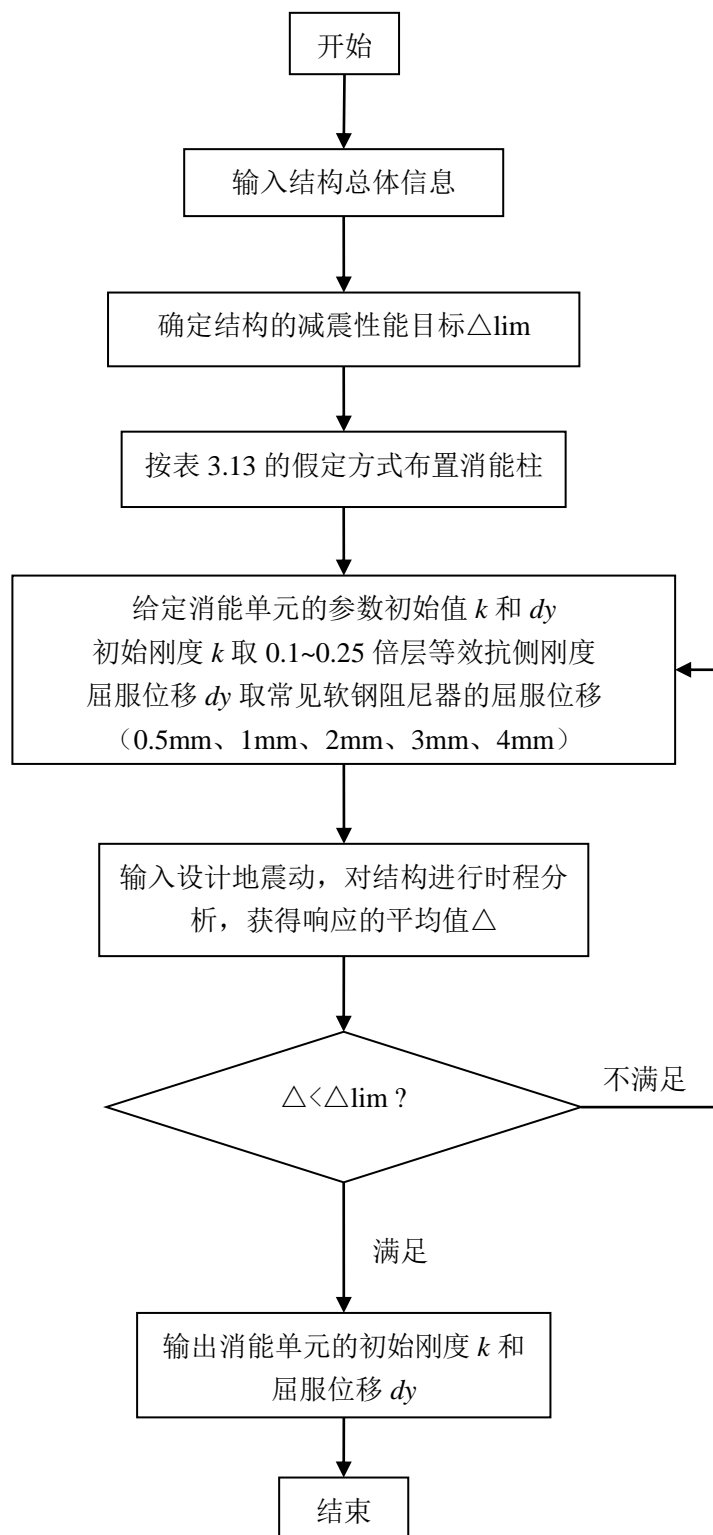 开始
输入结构总体信息
确定结构的减震性能目标△lim
按表 3.13 的假定方式布置消能柱
给定消能单元的参数初始值 k 和 dy
初始刚度 k 取 0.1~0.25 倍层等效抗侧刚度
屈服位移 dy 取常见软钢阻尼器的屈服位移
（0.5mm、1mm、2mm、3mm、4mm）
输入设计地震动，对结构进行时程分
析，获得响应的平均值△
△<△lim？
不满足
满足
输出消能单元的初始刚度 k 和
屈服位移 dy
结束